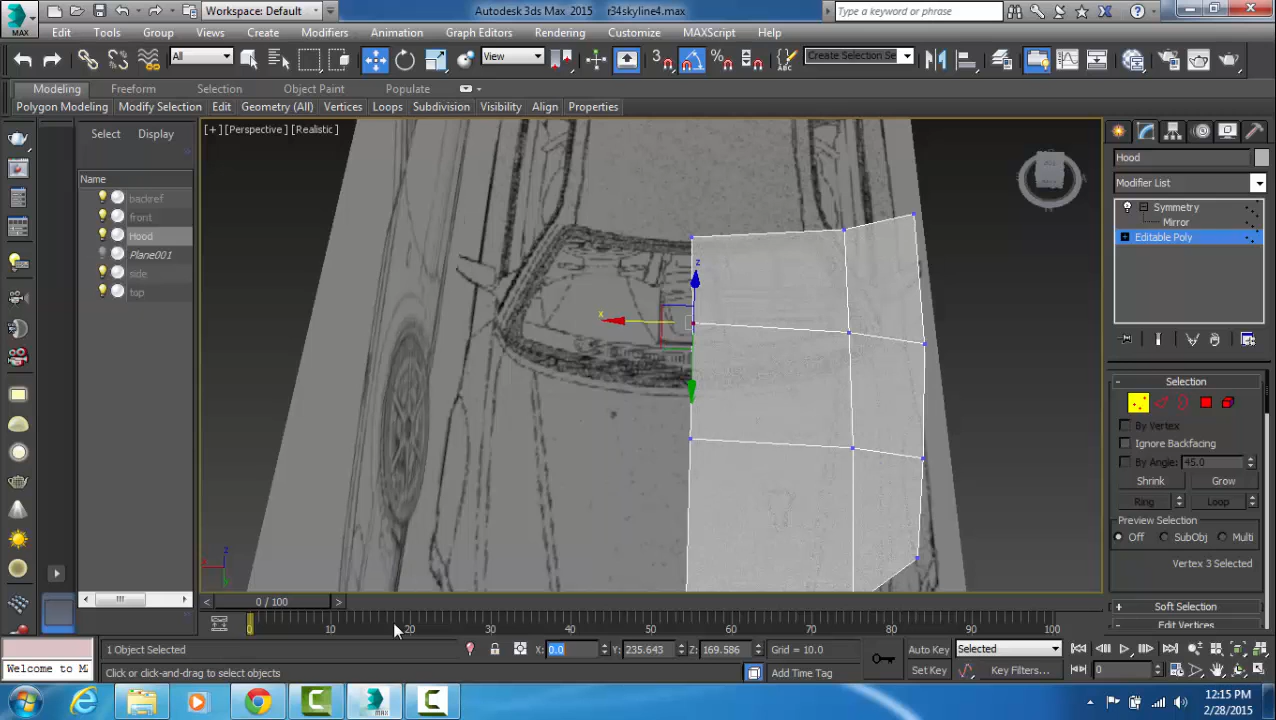 MAX
Workspace: Default
Autodesk 3ds Max 2015
r34skyline4.max
Type a keyword or phrase
Edit Tools Group Views Create Modifiers Animation Graph Editors Rendering Customize MAXScript Help
All
View
3
Create Selection Se
Modeling Freeform Selection Object Paint Populate
Polygon Modeling Modify Selection Edit Geometry (All) Vertices Loops Subdivision Visibility Align Properties
Select Display
Name
backref
front
Hood
Plane001
side
top
[+] [Perspective] [Realistic]
z
x
Hood
Modifier List
Symmetry
Mirror
Editable Poly
Selection
By Vertex
Ignore Backfacing
By Angle: 45.0
Shrink Grow
Ring Loop
Preview Selection
Off SubObj Multi
Vertex 3 Selected
Soft Selection
Edit Vertices
0 / 100
0 10 20 30 40 50 60 70 80 90 100
1 Object Selected
X: 0.0 Y: 235.643 Z: 169.586 Grid = 10.0
Auto Key Selected
Welcome to M
Click or click-and-drag to select objects
Add Time Tag
Set Key Key Filters...
0
12:15 PM
2/28/2015